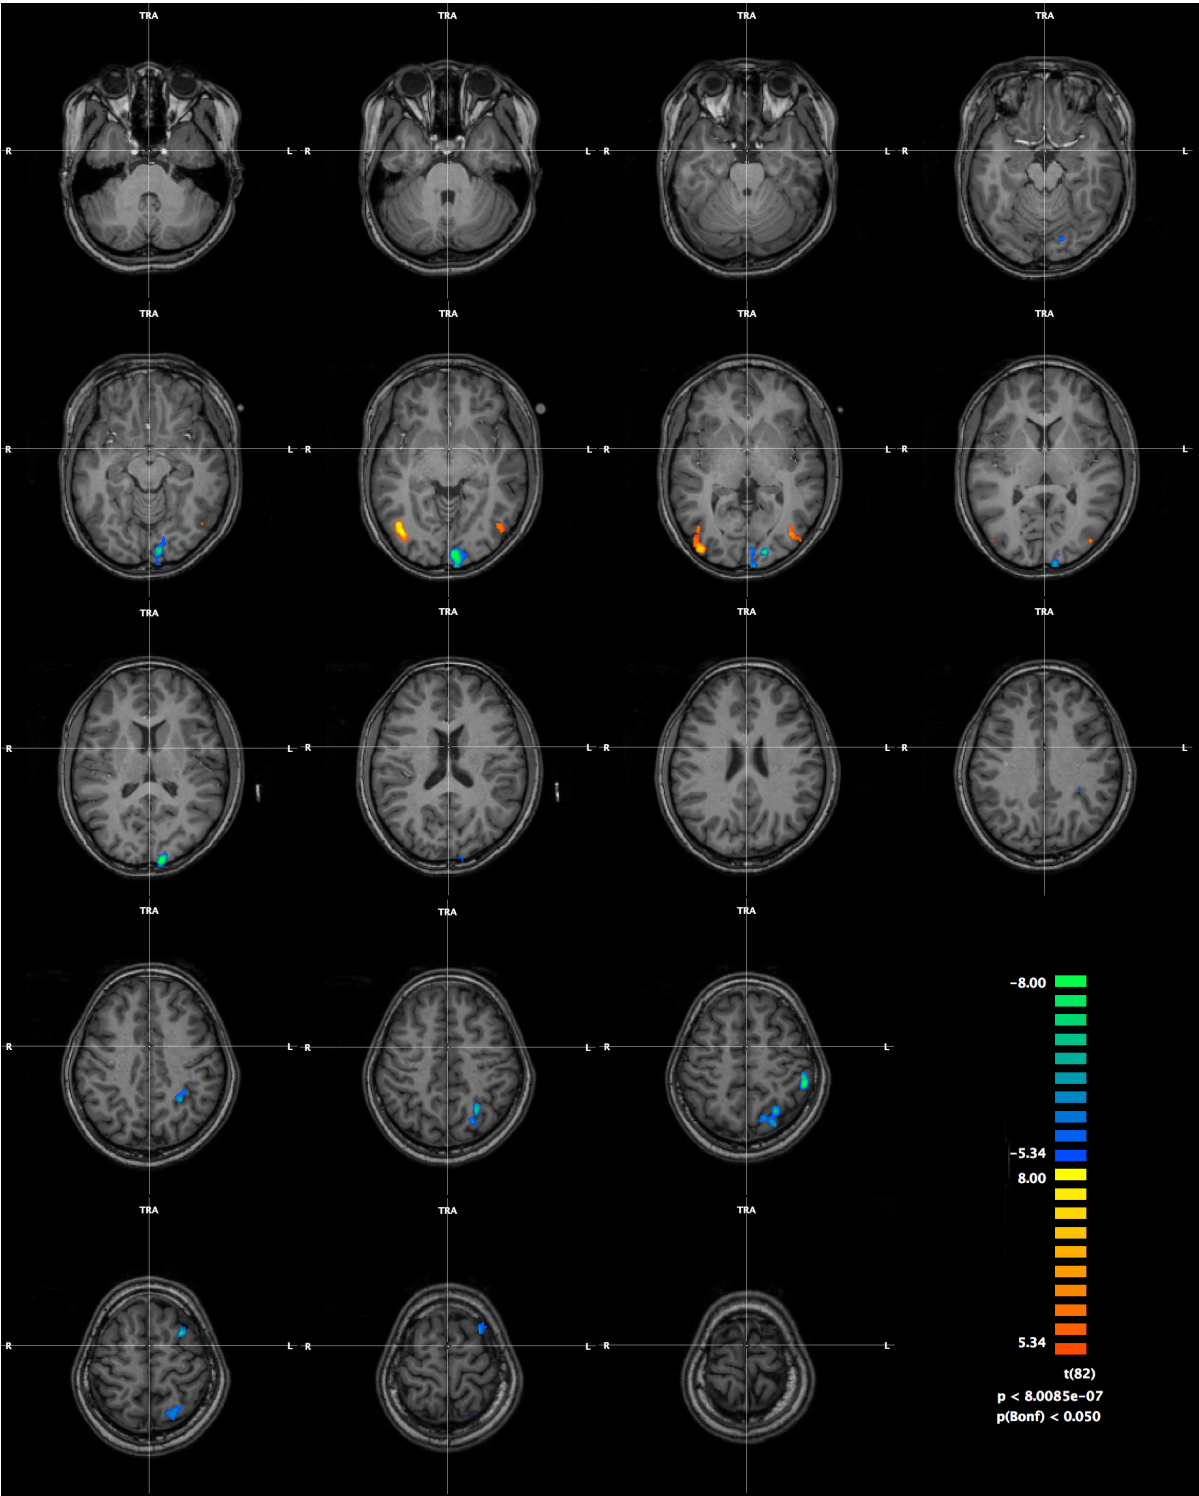 TRA TRA TRA TRA
R L R L R L R L
TRA TRA TRA TRA
R L R L R L R L
TRA TRA TRA TRA
R L R L R L R L
TRA TRA TRA
R L R L R L
−8.00
−5.34
8.00
TRA TRA TRA
R L R L R L
5.34
t(82)
p < 8.0085e−07
p(Bonf) < 0.050